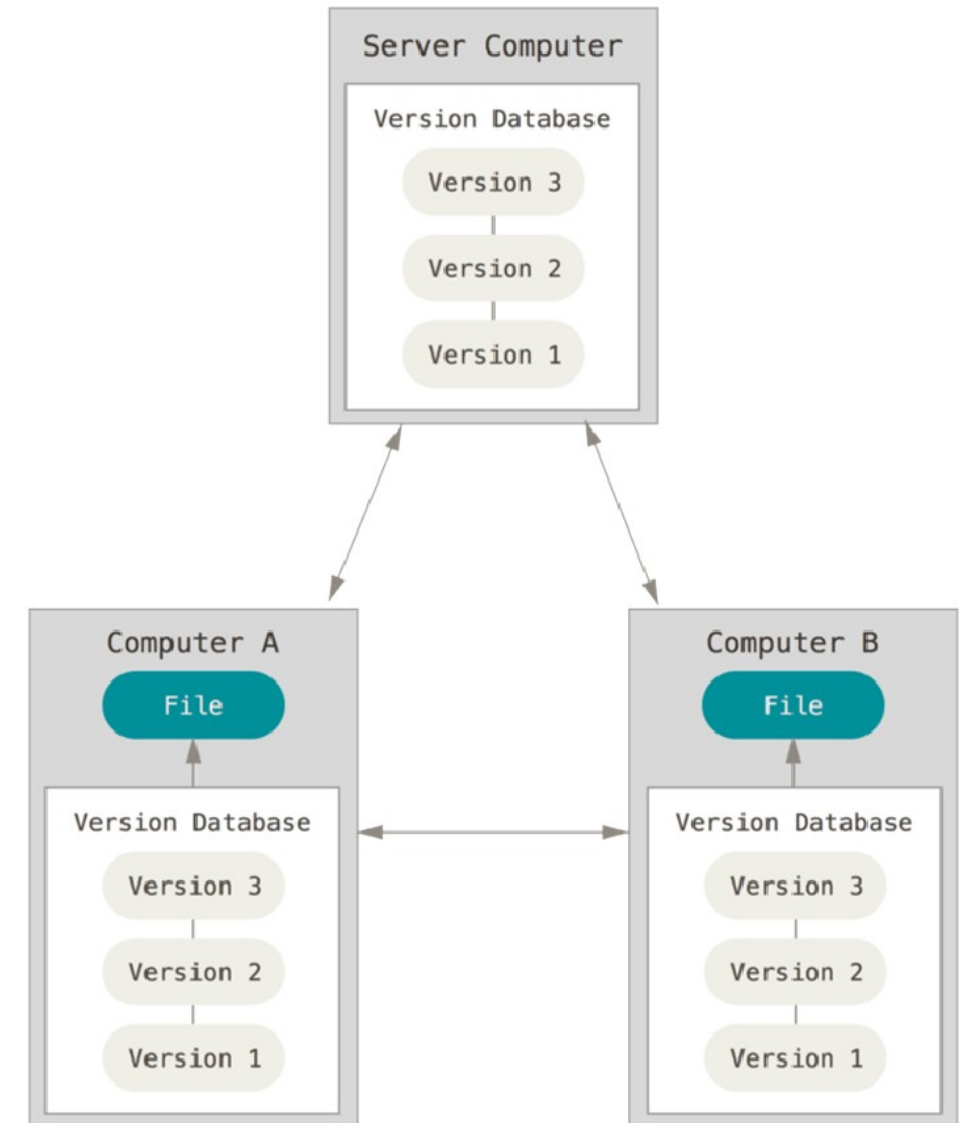 Server Computer
Version Database
Version 3
Version 2
Version 1
Computer A
File
Version Database
Version 3
Version 2
Version 1
Computer B
File
Version Database
Version 3
Version 2
Version 1